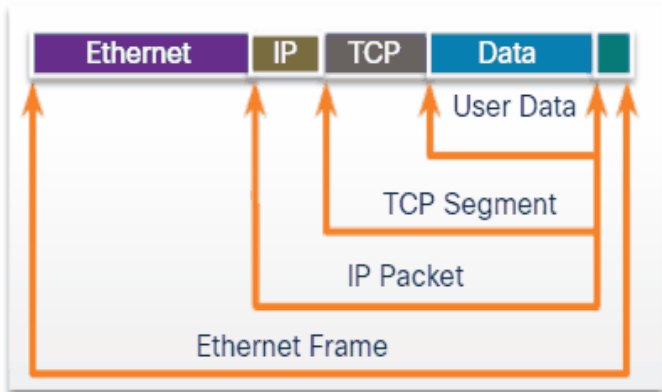 Ethernet IP TCP Data
User Data
TCP Segment
IP Packet
Ethernet Frame